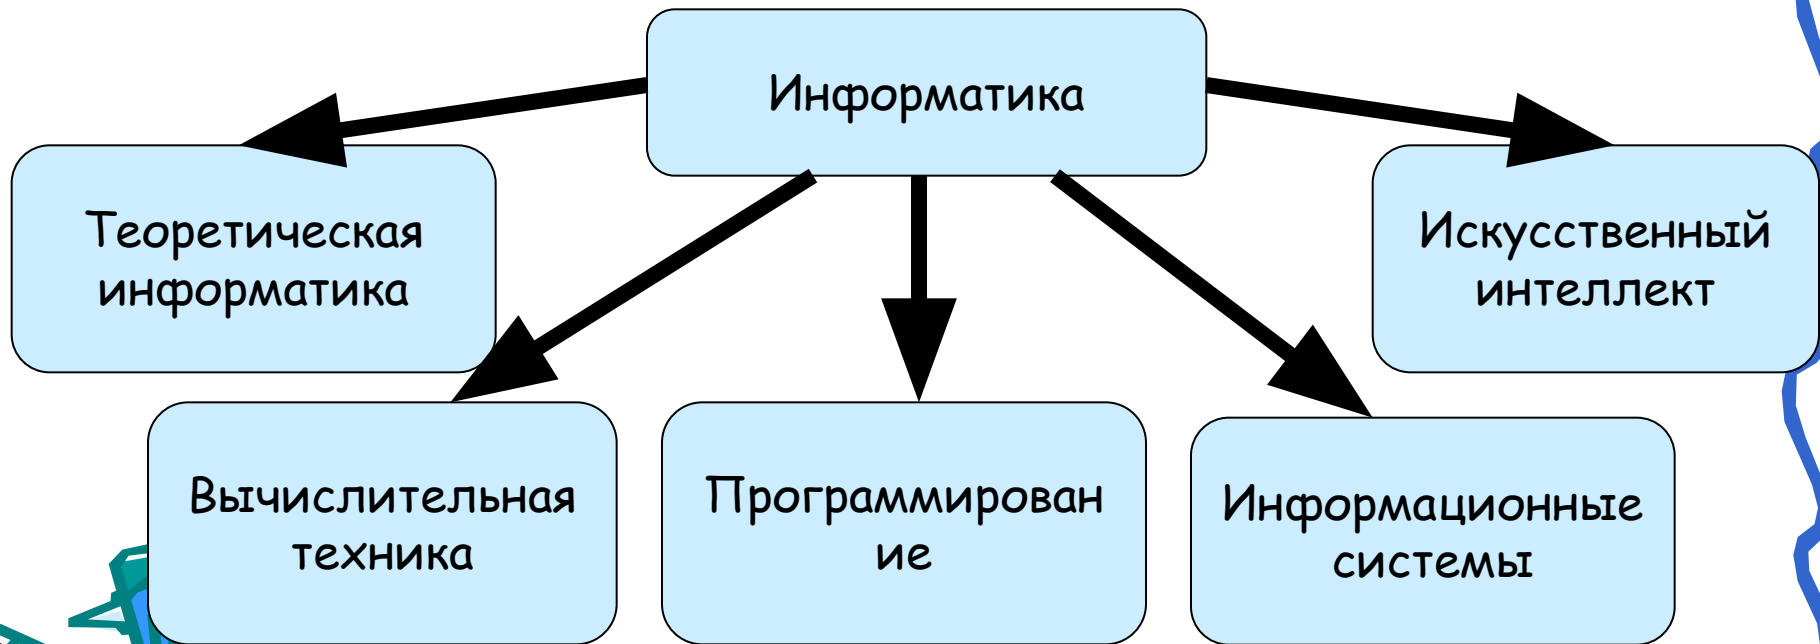 Информатика
Теоретическая
информатика
Искусственный
интеллект
Вычислительная
техника
Программирован
ие
Информационные
системы